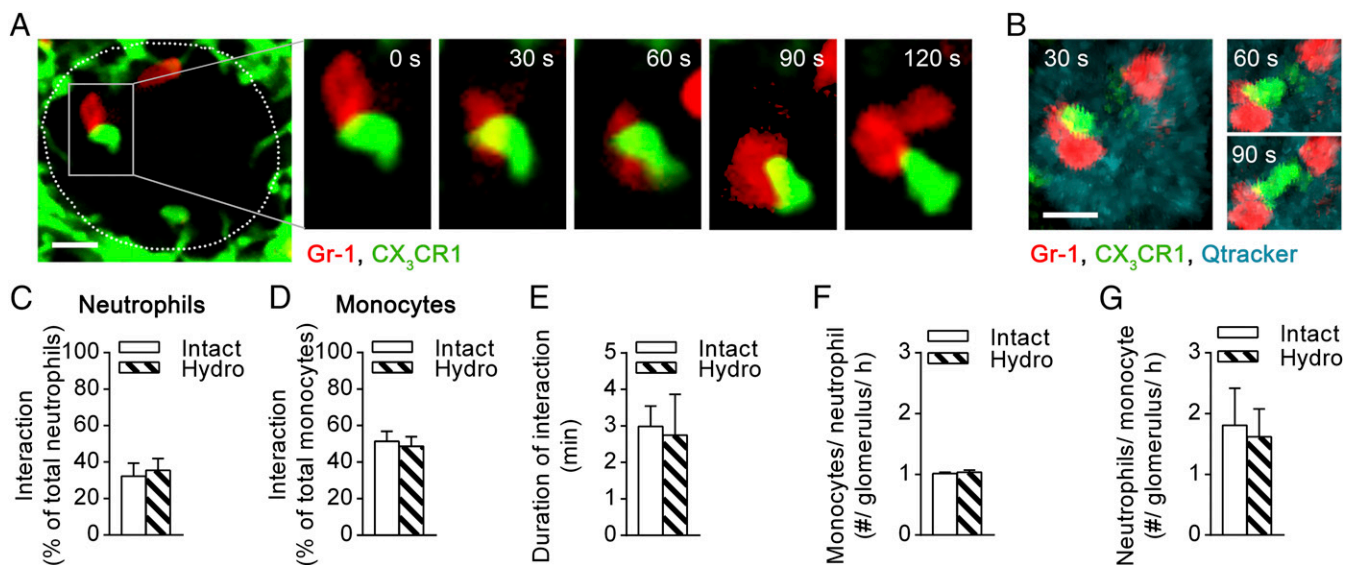 A
0 s
30 s
60 s
90 s
120 s
Gr-1, CX₃CR1
B
30 s
60 s
90 s
Gr-1, CX₃CR1, Qtracker
C
Neutrophils
Intact
Hydro
Interaction
(% of total neutrophils)
100
80
60
40
20
0
D
Monocytes
Intact
Hydro
Interaction
(% of total monocytes)
100
80
60
40
20
0
E
Intact
Hydro
Duration of interaction
(min)
5
4
3
2
1
0
F
Intact
Hydro
Monocytes/ neutrophil
(#/ glomerulus/ h)
3
2
1
0
G
Intact
Hydro
Neutrophils/ monocyte
(#/ glomerulus/ h)
3
2
1
0